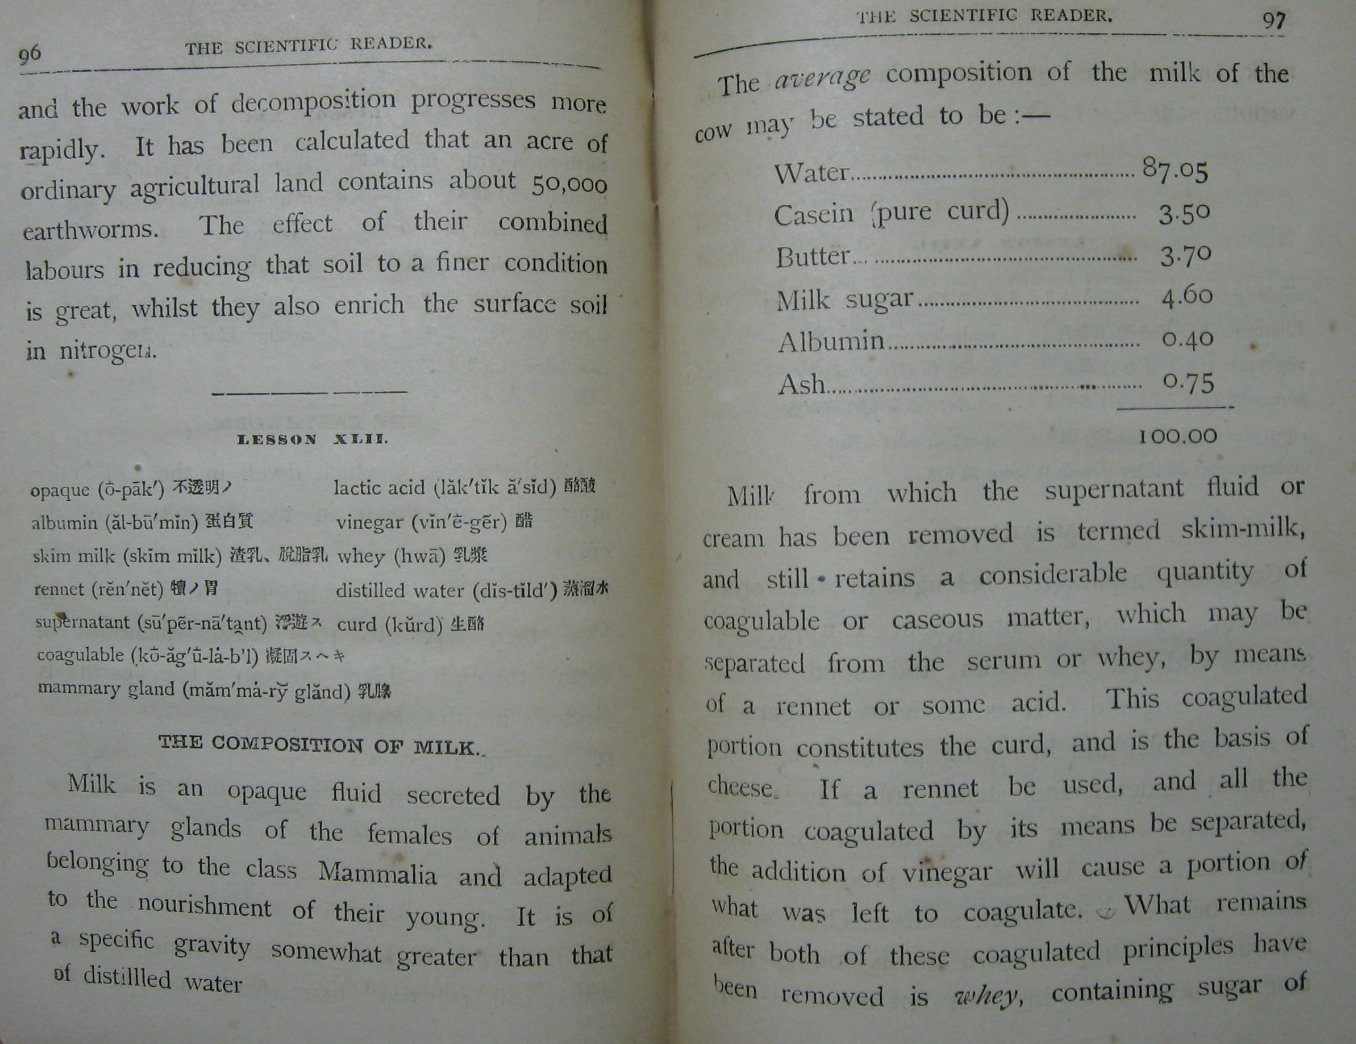 96
THE SCIENTIFIC READER.
and the work of decomposition progresses more
rapidly. It has been calculated that an acre of
ordinary agricultural land contains about 50,000
earthworms. The effect of their combined
labours in reducing that soil to a finer condition
is great, whilst they also enrich the surface soil
in nitrogen.
LESSON XLII.
opaque (ō-pāk′) 不透明ノ
lactic acid (lăk′tĭk ă′sĭd) 酪酸
albumin (ăl-bū′mĭn) 蛋白質
vinegar (vĭn′ē-gẽr) 醋
skim milk (skĭm mĭlk) 渣乳、脱脂乳
whey (hwā) 乳漿
rennet (rĕn′nĕt) 犢ノ胃
distilled water (dĭs-tĭld′) 蒸溜水
supernatant (sū′pẽr-nā′tạnt) 浮遊ス
curd (kûrd) 生酪
coagulable (kō-ăg′ū-lȧ-b'l) 凝固スヘキ
mammary gland (măm′mȧ-rў glănd) 乳腺
THE COMPOSITION OF MILK.
Milk is an opaque fluid secreted by the
mammary glands of the females of animals
belonging to the class Mammalia and adapted
to the nourishment of their young. It is of
a specific gravity somewhat greater than that
of distillled water
THE SCIENTIFIC READER.
97
The average composition of the milk of the
cow may be stated to be :—
Water.................................................. 87.05
Casein (pure curd) ...................... 3.50
Butter.................................................. 3.70
Milk sugar........................................ 4.60
Albumin............................................. 0.40
Ash...................................................... 0.75
100.00
Milk from which the supernatant fluid or
cream has been removed is termed skim-milk,
and still retains a considerable quantity of
coagulable or caseous matter, which may be
separated from the serum or whey, by means
of a rennet or some acid. This coagulated
portion constitutes the curd, and is the basis of
cheese. If a rennet be used, and all the
portion coagulated by its means be separated,
the addition of vinegar will cause a portion of
what was left to coagulate. What remains
after both of these coagulated principles have
been removed is whey, containing sugar of